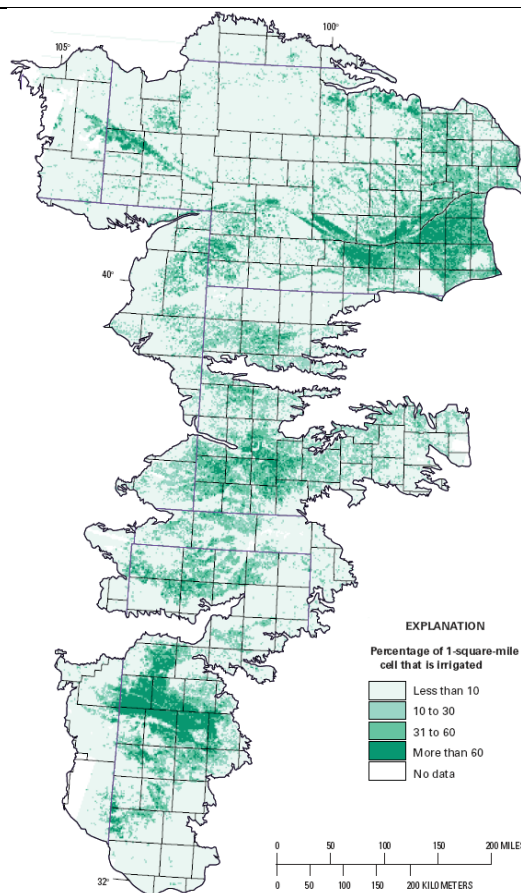 105°
100°
40°
EXPLANATION
Percentage of 1-square-mile
cell that is irrigated
Less than 10
10 to 30
31 to 60
More than 60
No data
0 50 100 150 200 MILES
0 50 100 150 200 KILOMETERS
32°